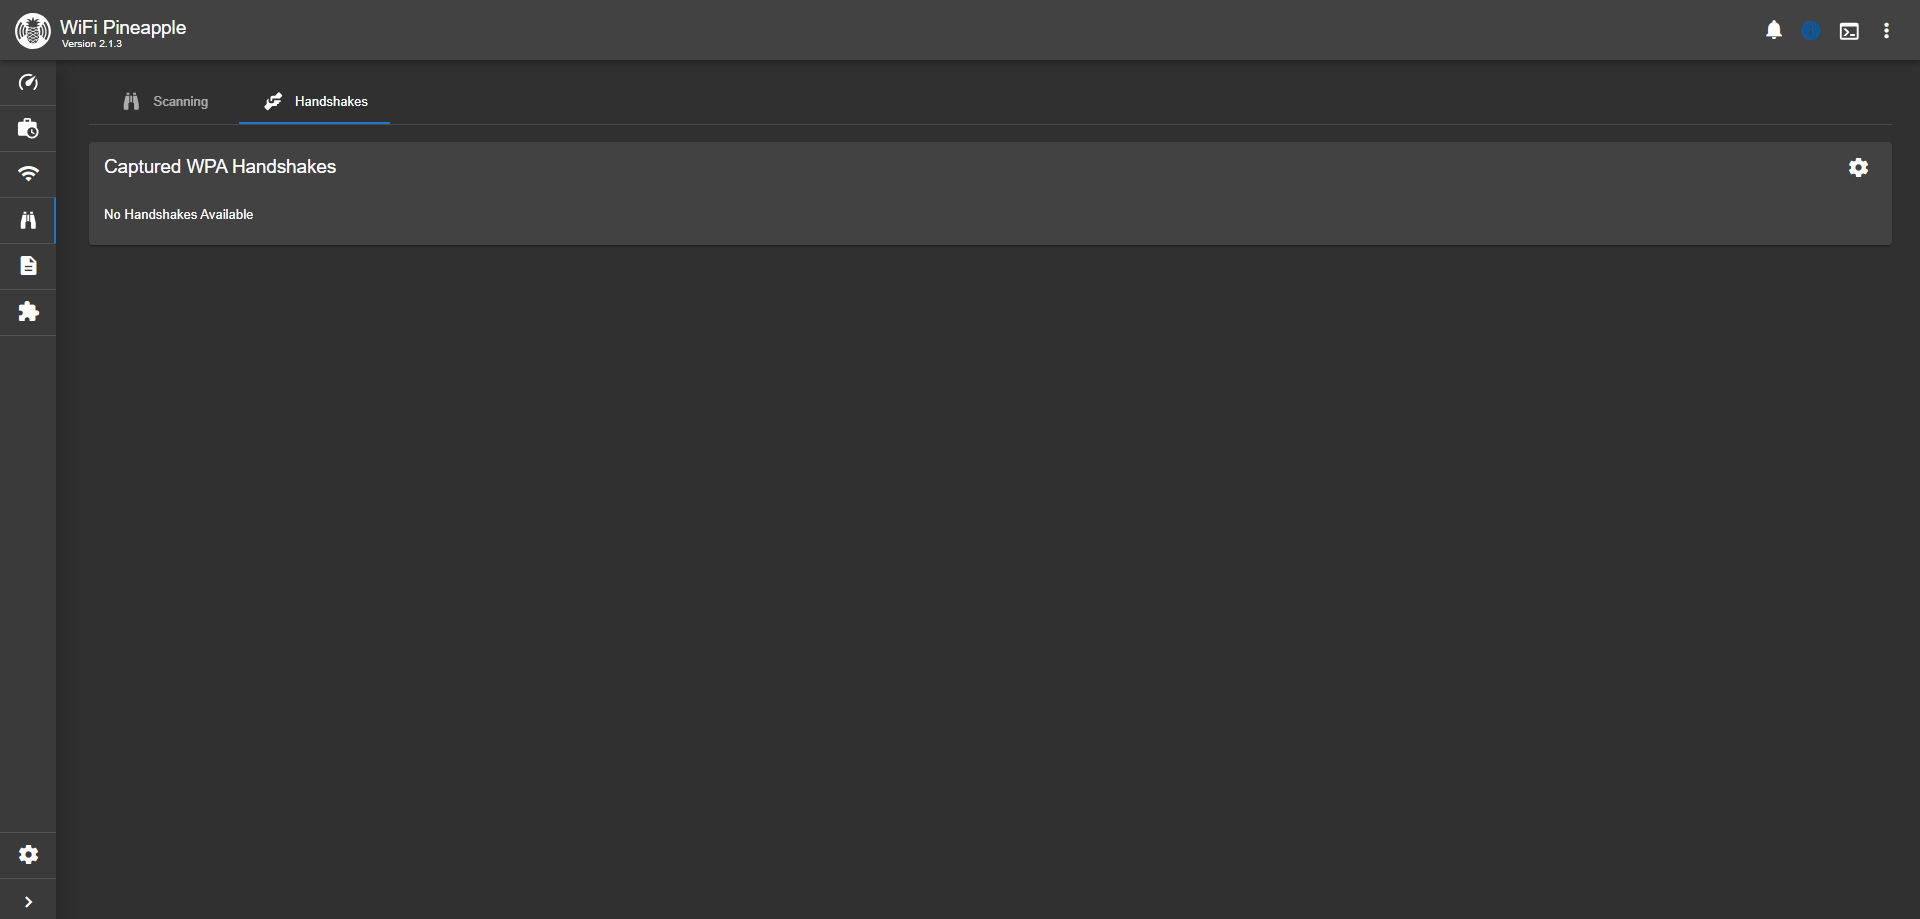 WiFi Pineapple
Version 2.1.3
Scanning
Handshakes
Captured WPA Handshakes
No Handshakes Available